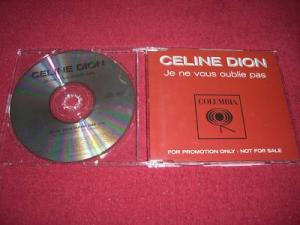 CELINE DION
CELINE DION
Je ne vous oublie pas
COLUMBIA
FOR PROMOTION ONLY - NOT FOR SALE